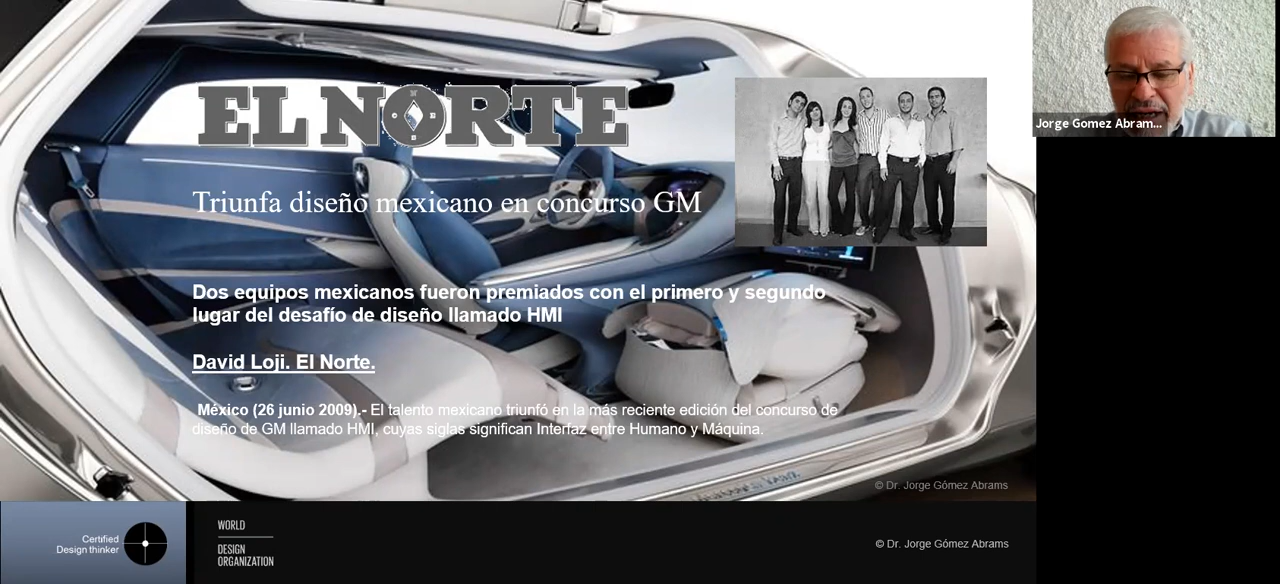 EL NORTE
Triunfa diseño mexicano en concurso GM
Dos equipos mexicanos fueron premiados con el primero y segundo
lugar del desafío de diseño llamado HMI
David Loji. El Norte.
México (26 junio 2009).- El talento mexicano triunfó en la más reciente edición del concurso de
diseño de GM llamado HMI, cuyas siglas significan Interfaz entre Humano y Máquina.
© Dr. Jorge Gómez Abrams
Certified
Design thinker
WORLD
DESIGN
ORGANIZATION
© Dr. Jorge Gómez Abrams
Jorge Gomez Abram...